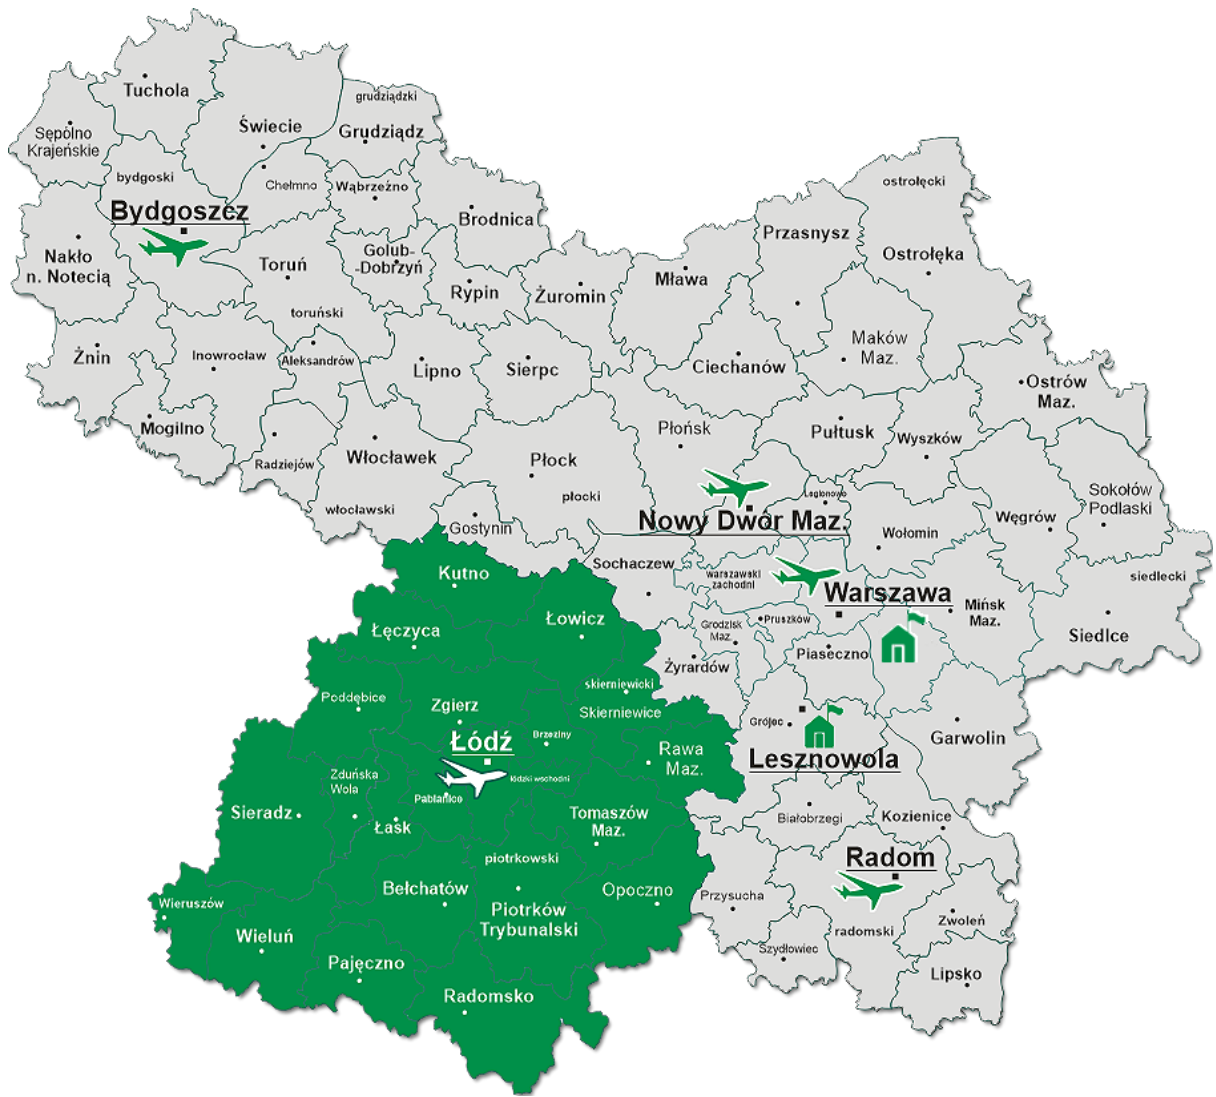 Tuchola
grudziądzki
Świecie
Grudziądz
Sępólno
Krajeńskie
bydgoski
Chełmno
Wąbrzeźno
ostrołęcki
Bydgoszcz
Brodnica
Przasnysz
Nakło
n. Notecią
Toruń
Golub-
-Dobrzyń
Ostrołęka
Rypin
Żuromin
Mława
toruński
Maków
Maz.
Żnin
Inowrocław
Aleksandrów
Lipno
Sierpc
Ciechanów
Ostrów
Maz.
Mogilno
Płońsk
Pułtusk
Wyszków
Radziejów
Włocławek
Płock
płocki
Legionowo
Sokołów
Podlaski
włocławski
Gostynin
Nowy Dwór Maz.
Węgrów
Wołomin
Kutno
Sochaczew
warszawski
zachodni
siedlecki
Warszawa
Mińsk
Maz.
Łęczyca
Łowicz
Grodzisk
Maz.
Pruszków
Siedlce
Piaseczno
Żyrardów
skierniewicki
Poddębice
Zgierz
Skierniewice
Grójec
Garwolin
Brzeziny
Łódź
Rawa
Maz.
Lesznowola
Zduńska
Wola
łódzki wschodni
Pabianice
Sieradz
Łask
Tomaszów
Maz.
Białobrzegi
Kozienice
piotrkowski
Radom
Bełchatów
Opoczno
Przysucha
Wieruszów
Piotrków
Trybunalski
Zwoleń
Wieluń
radomski
Szydłowiec
Pajęczno
Lipsko
Radomsko